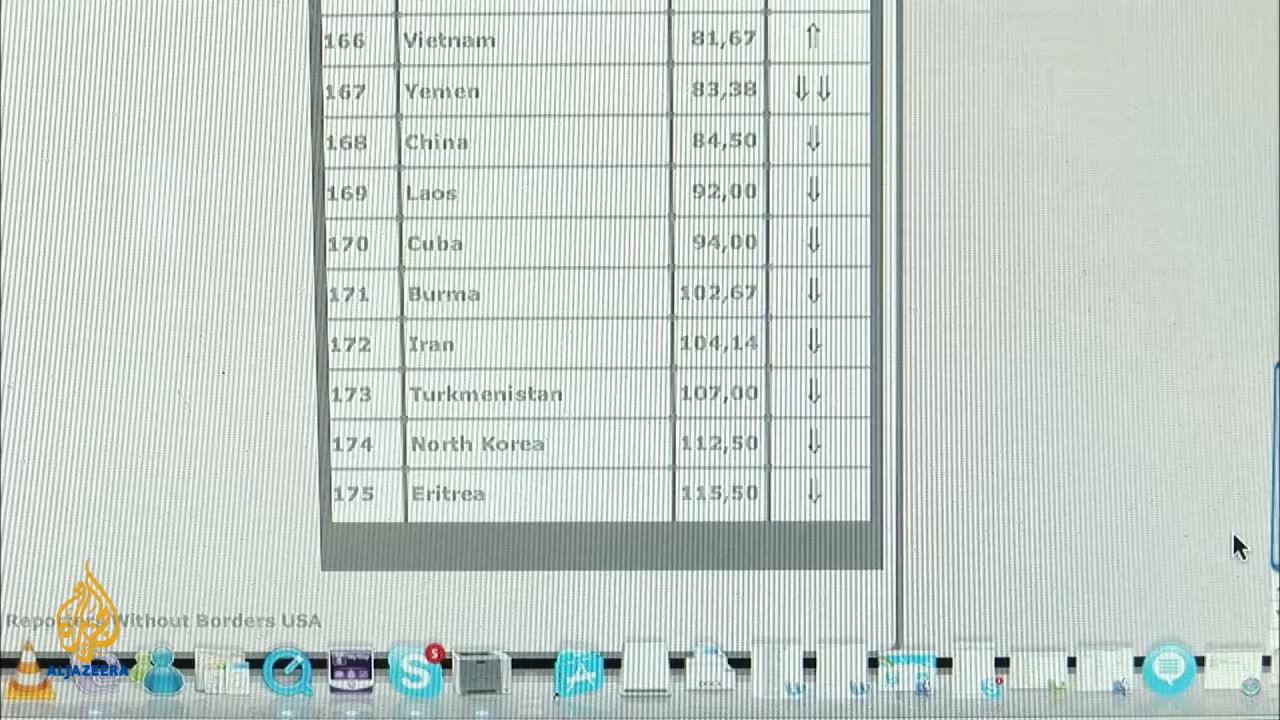 166 Vietnam 81,67 ⇑
167 Yemen 83,38 ⇓⇓
168 China 84,50 ⇓
169 Laos 92,00 ⇓
170 Cuba 94,00 ⇓
171 Burma 102,67 ⇓
172 Iran 104,14 ⇓
173 Turkmenistan 107,00 ⇓
174 North Korea 112,50 ⇓
175 Eritrea 115,50 ⇓
Reporters Without Borders USA
ALJAZEERA
S 5